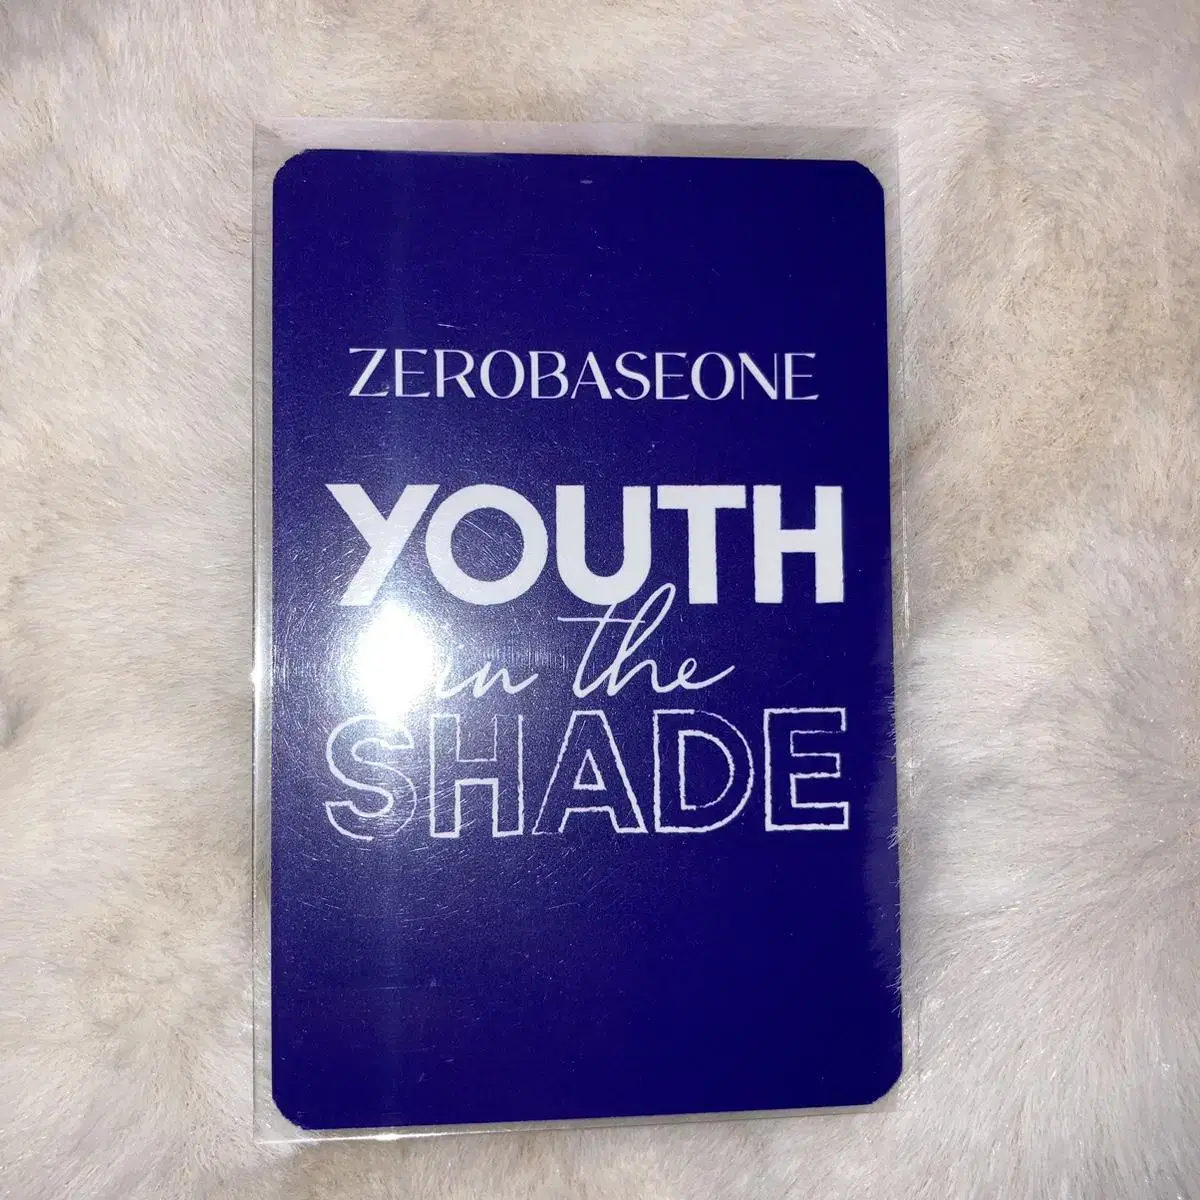 ZEROBASEONE
YOUTH
in the
SHADE